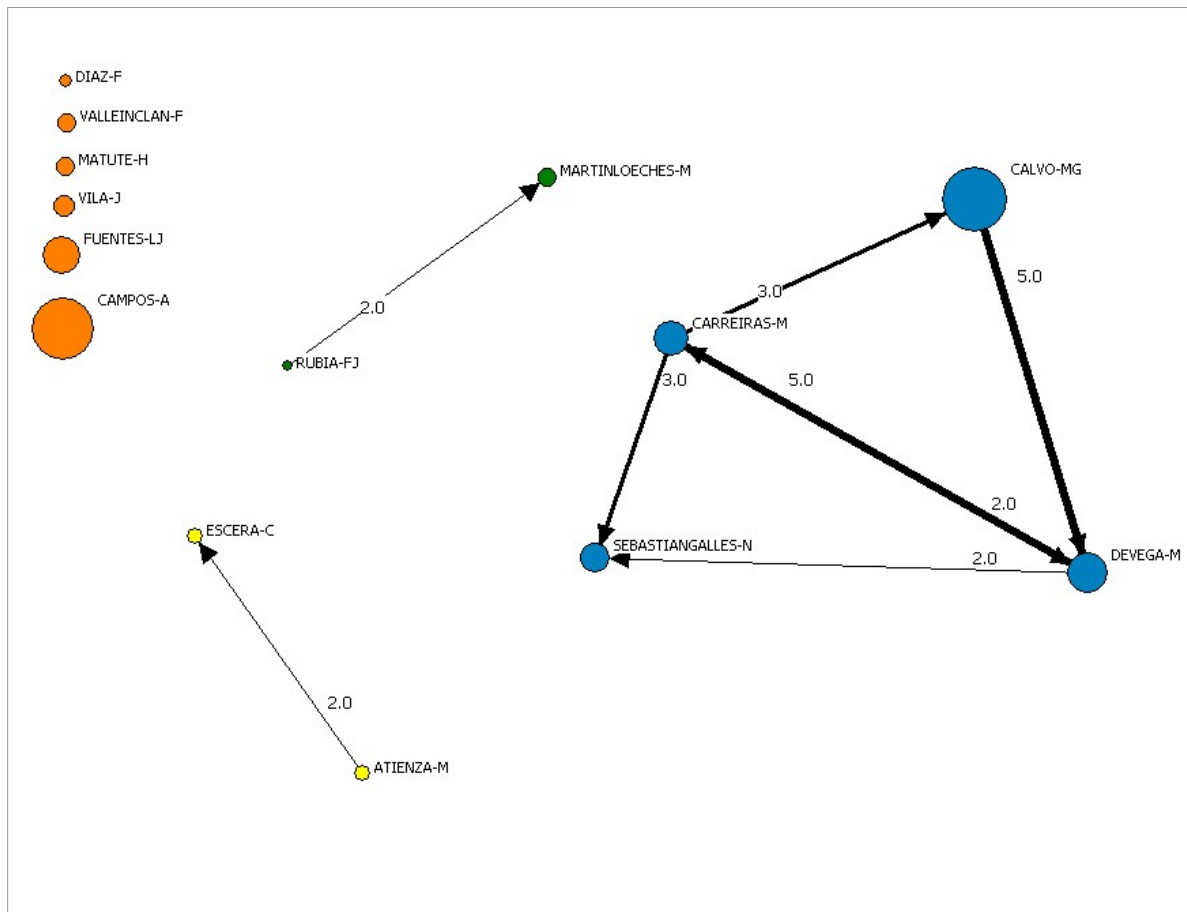 DIAZ-F
VALLEINCLAN-F
MATUTE-H
VILA-J
FUENTES-LJ
CAMPOS-A
MARTINLOECHES-M
2.0
RUBIA-FJ
CALVO-MG
5.0
3.0
CARREIRAS-M
3.0
5.0
2.0
SEBASTIANGALLES-N
2.0
DEVEGA-M
ESCERA-C
2.0
ATIENZA-M